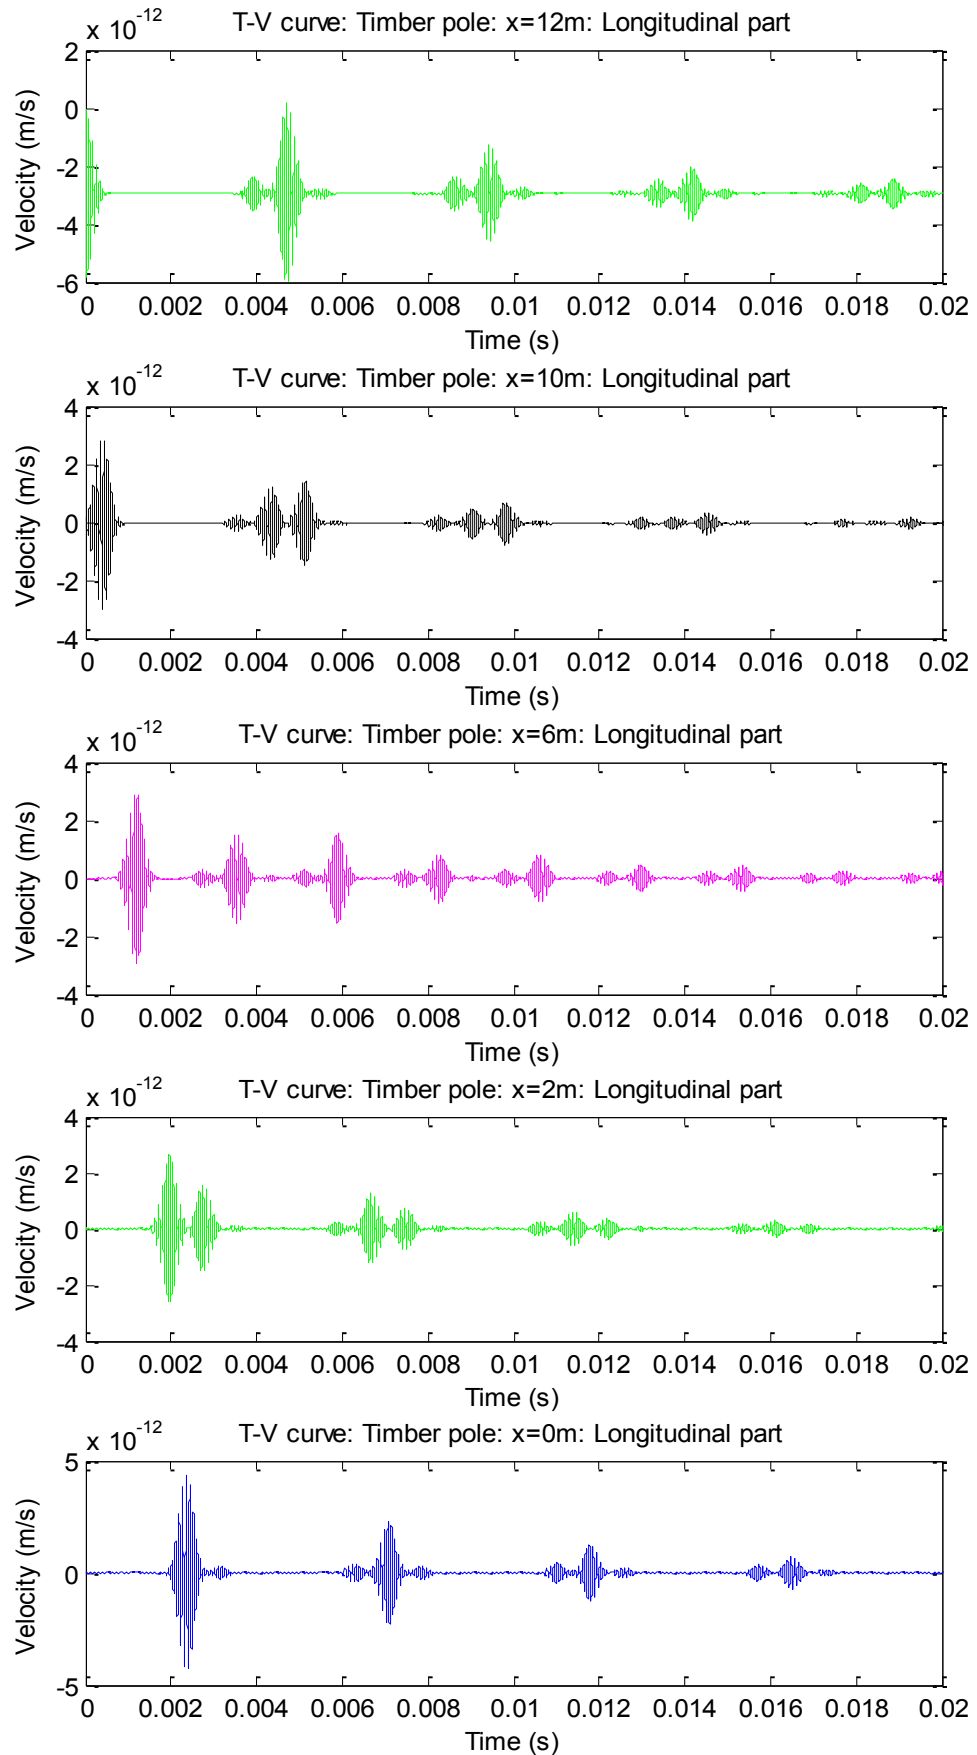 x 10^-12
T-V curve: Timber pole: x=12m: Longitudinal part
2
0
-2
-4
-6
Velocity (m/s)
0 0.002 0.004 0.006 0.008 0.01 0.012 0.014 0.016 0.018 0.02
Time (s)
x 10^-12
T-V curve: Timber pole: x=10m: Longitudinal part
4
2
0
-2
-4
Velocity (m/s)
0 0.002 0.004 0.006 0.008 0.01 0.012 0.014 0.016 0.018 0.02
Time (s)
x 10^-12
T-V curve: Timber pole: x=6m: Longitudinal part
4
2
0
-2
-4
Velocity (m/s)
0 0.002 0.004 0.006 0.008 0.01 0.012 0.014 0.016 0.018 0.02
Time (s)
x 10^-12
T-V curve: Timber pole: x=2m: Longitudinal part
4
2
0
-2
-4
Velocity (m/s)
0 0.002 0.004 0.006 0.008 0.01 0.012 0.014 0.016 0.018 0.02
Time (s)
x 10^-12
T-V curve: Timber pole: x=0m: Longitudinal part
5
0
-5
Velocity (m/s)
0 0.002 0.004 0.006 0.008 0.01 0.012 0.014 0.016 0.018 0.02
Time (s)